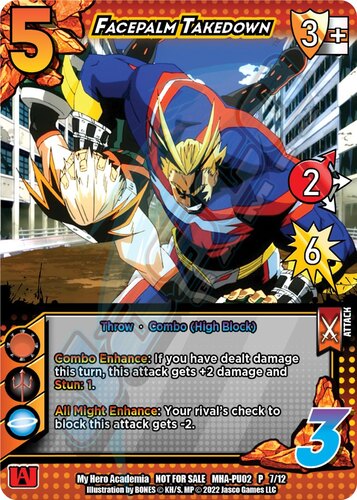 5
FACEPALM TAKEDOWN
3 +
2
6
ATTACK
Throw • Combo (High Block)
Combo Enhance: If you have dealt damage
this turn, this attack gets +2 damage and
Stun: 1.
All Might Enhance: Your rival's check to
block this attack gets -2.
3
My Hero Academia NOT FOR SALE MHA-PU02 P 7/12
Illustration by BONES ©KH/S. MP ©2022 Jasco Games LLC